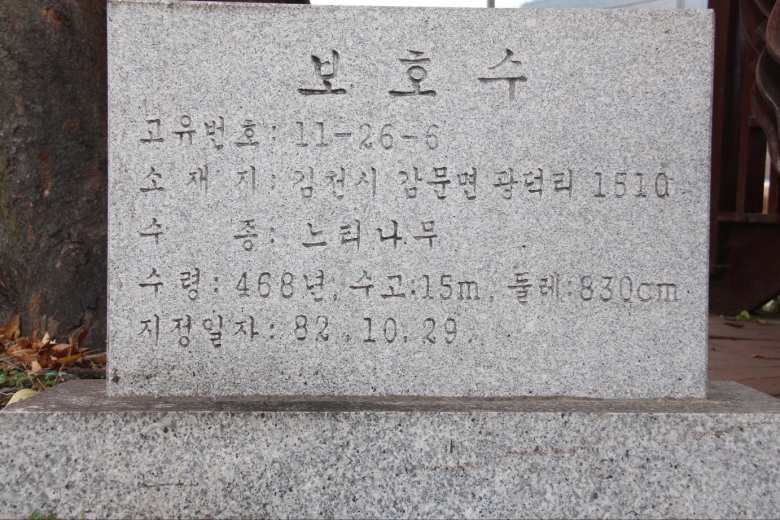 보호수
고유번호: 11-26-6
소재지: 김천시 감문면 광덕리 1510
수종: 느티나무
수령: 468년, 수고:15m, 둘레:830cm
지정일자: 82.10.29.